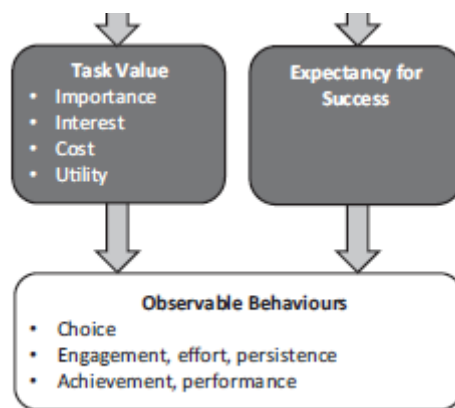 Task Value
• Importance
• Interest
• Cost
• Utility
Expectancy for
Success
Observable Behaviours
• Choice
• Engagement, effort, persistence
• Achievement, performance